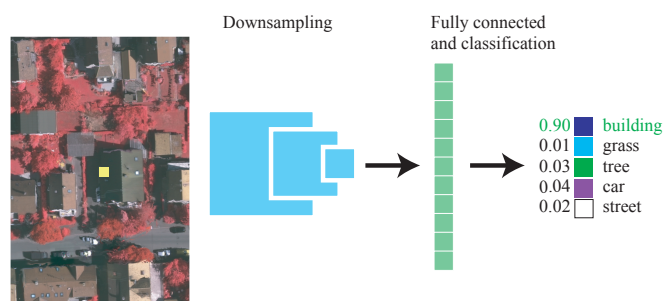 Downsampling
Fully connected
and classification
0.90 building
0.01 grass
0.03 tree
0.04 car
0.02 street